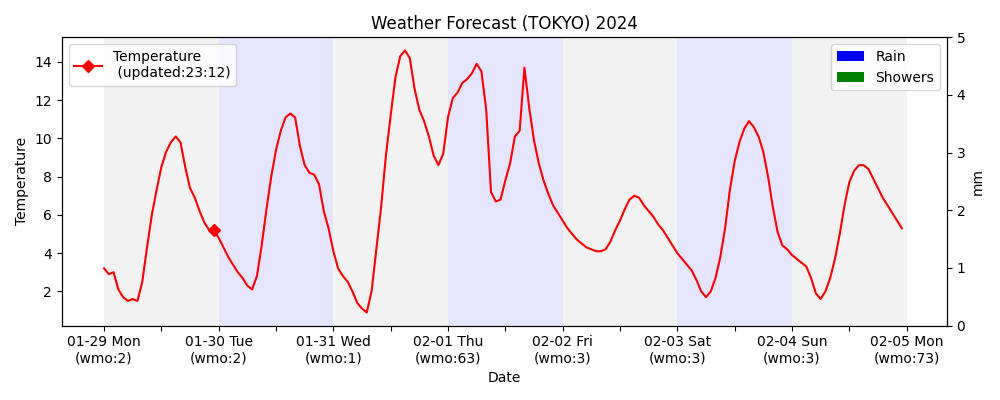 Weather Forecast (TOKYO) 2024
Temperature
(updated:23:12)
Rain
Showers
Temperature
14
12
10
8
6
4
2
5
4
3
2
1
0
mm
01-29 Mon
(wmo:2)
01-30 Tue
(wmo:2)
01-31 Wed
(wmo:1)
02-01 Thu
(wmo:63)
02-02 Fri
(wmo:3)
02-03 Sat
(wmo:3)
02-04 Sun
(wmo:3)
02-05 Mon
(wmo:73)
Date